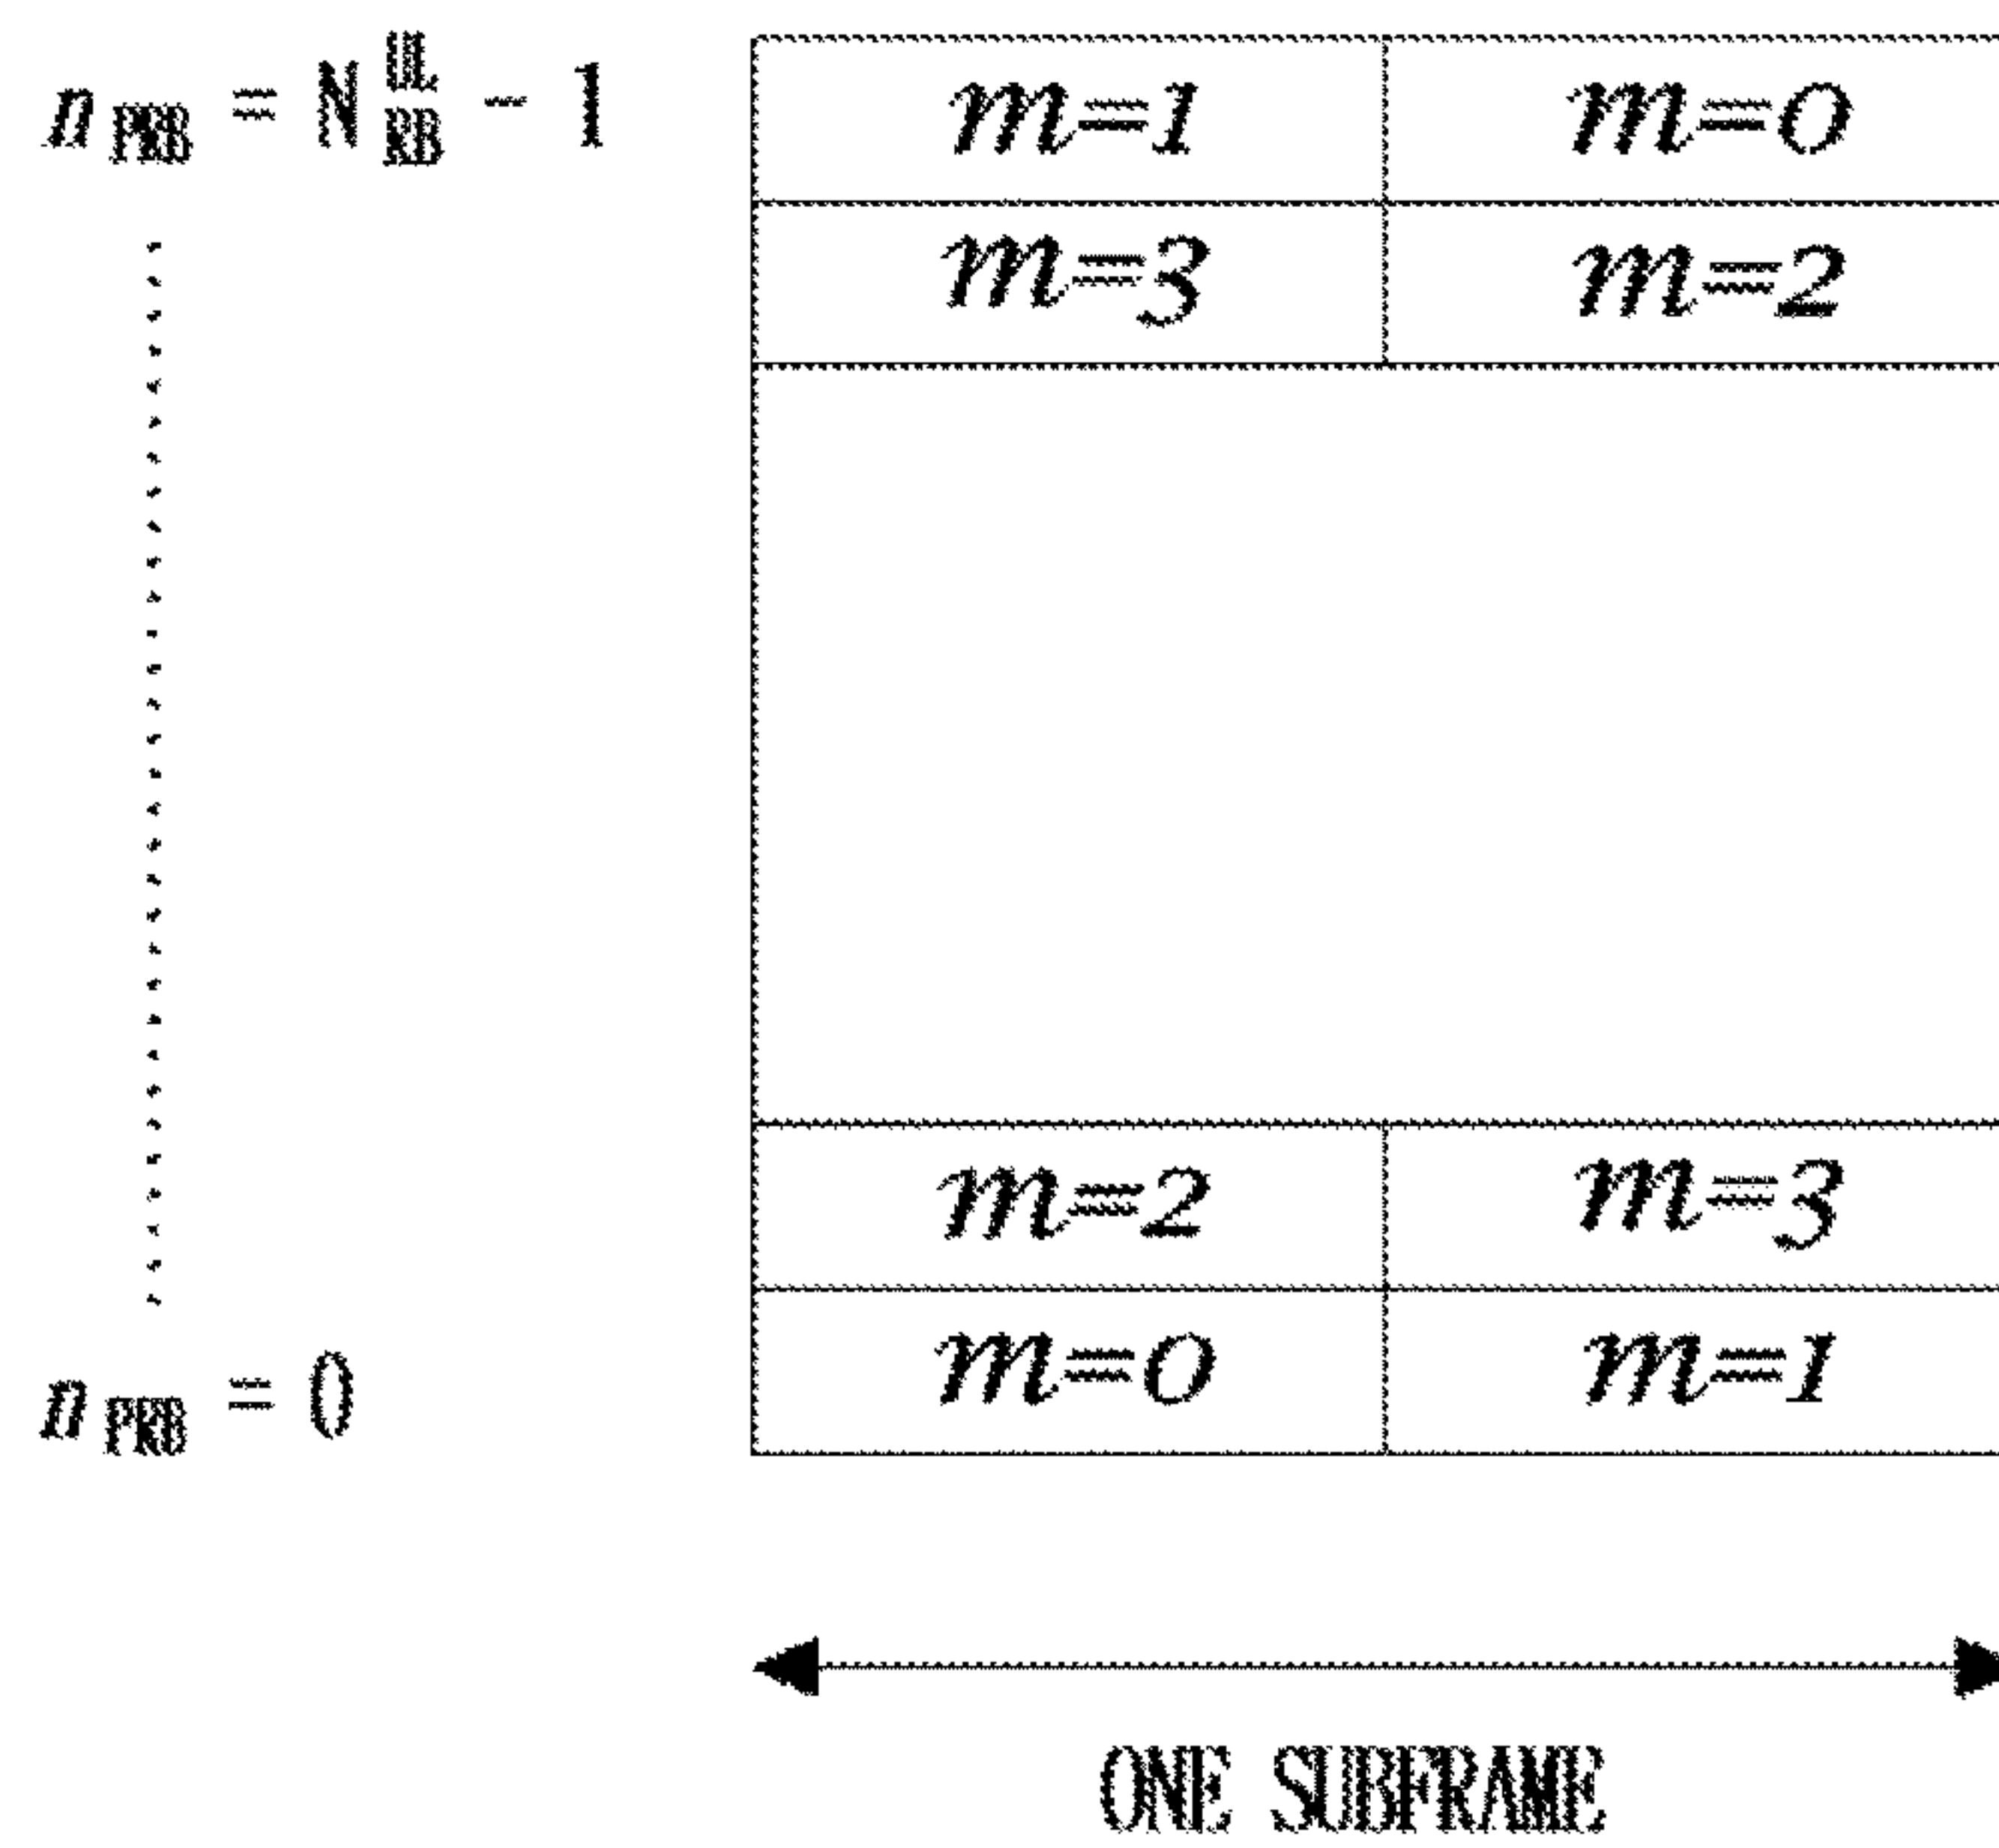 n PRB = N UL RB - 1
m=1 m=0
m=3 m=2
m=2 m=3
m=0 m=1
n PRB = 0
ONE SUBFRAME